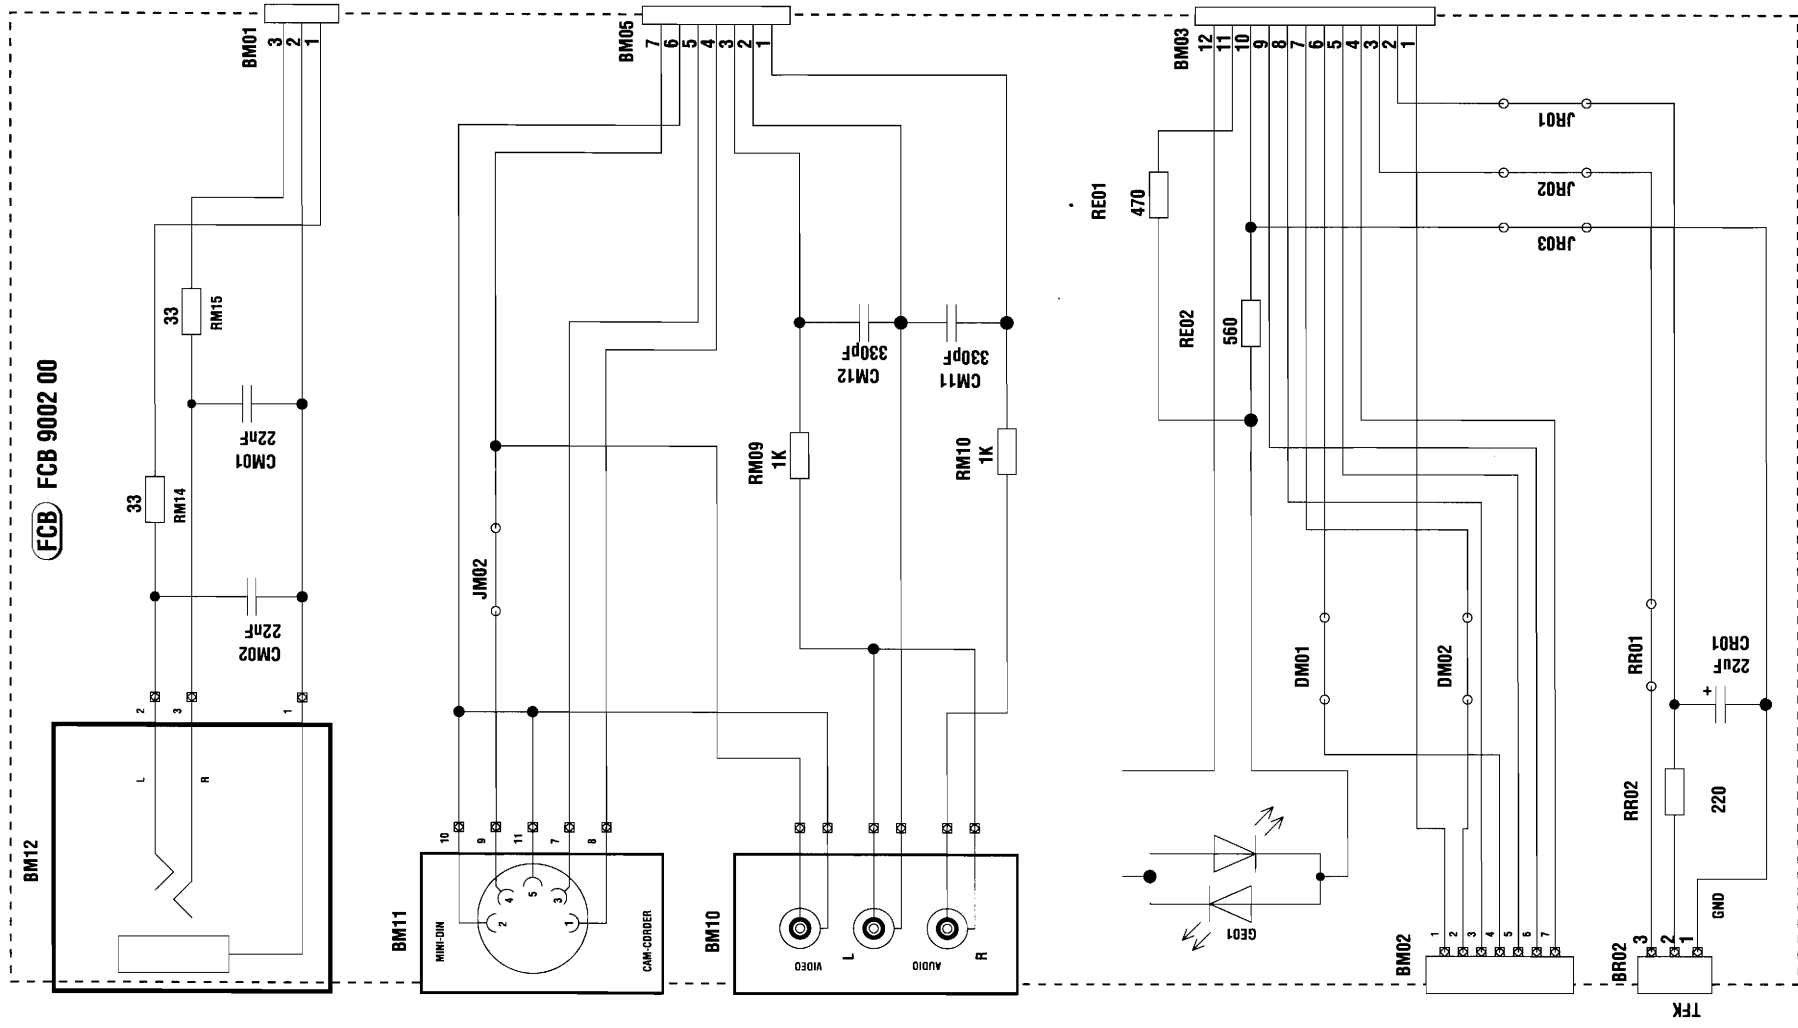 FCB FCB 9002 00
BM01
3
2
1
33
RM15
22nF
CM01
33
RM14
22nF
CM02
2
3
1
L
R
BM12
BM05
7
6
5
4
3
2
1
330pF
CM12
330pF
CM11
RM09
1K
RM10
1K
JM02
10
9
11
7
8
BM11
MINI-DIN
CAM-CORDER
2
4
5
3
1
BM10
VIDEO
L
AUDIO
R
BM03
12
11
10
9
8
7
6
5
4
3
2
1
RE01
470
RE02
560
JR01
JR02
JR03
DM01
DM02
RR01
22uF
CR01
+
RR02
220
GE01
BM02
1
2
3
4
5
6
7
BR02
3
2
1
GND
TFK